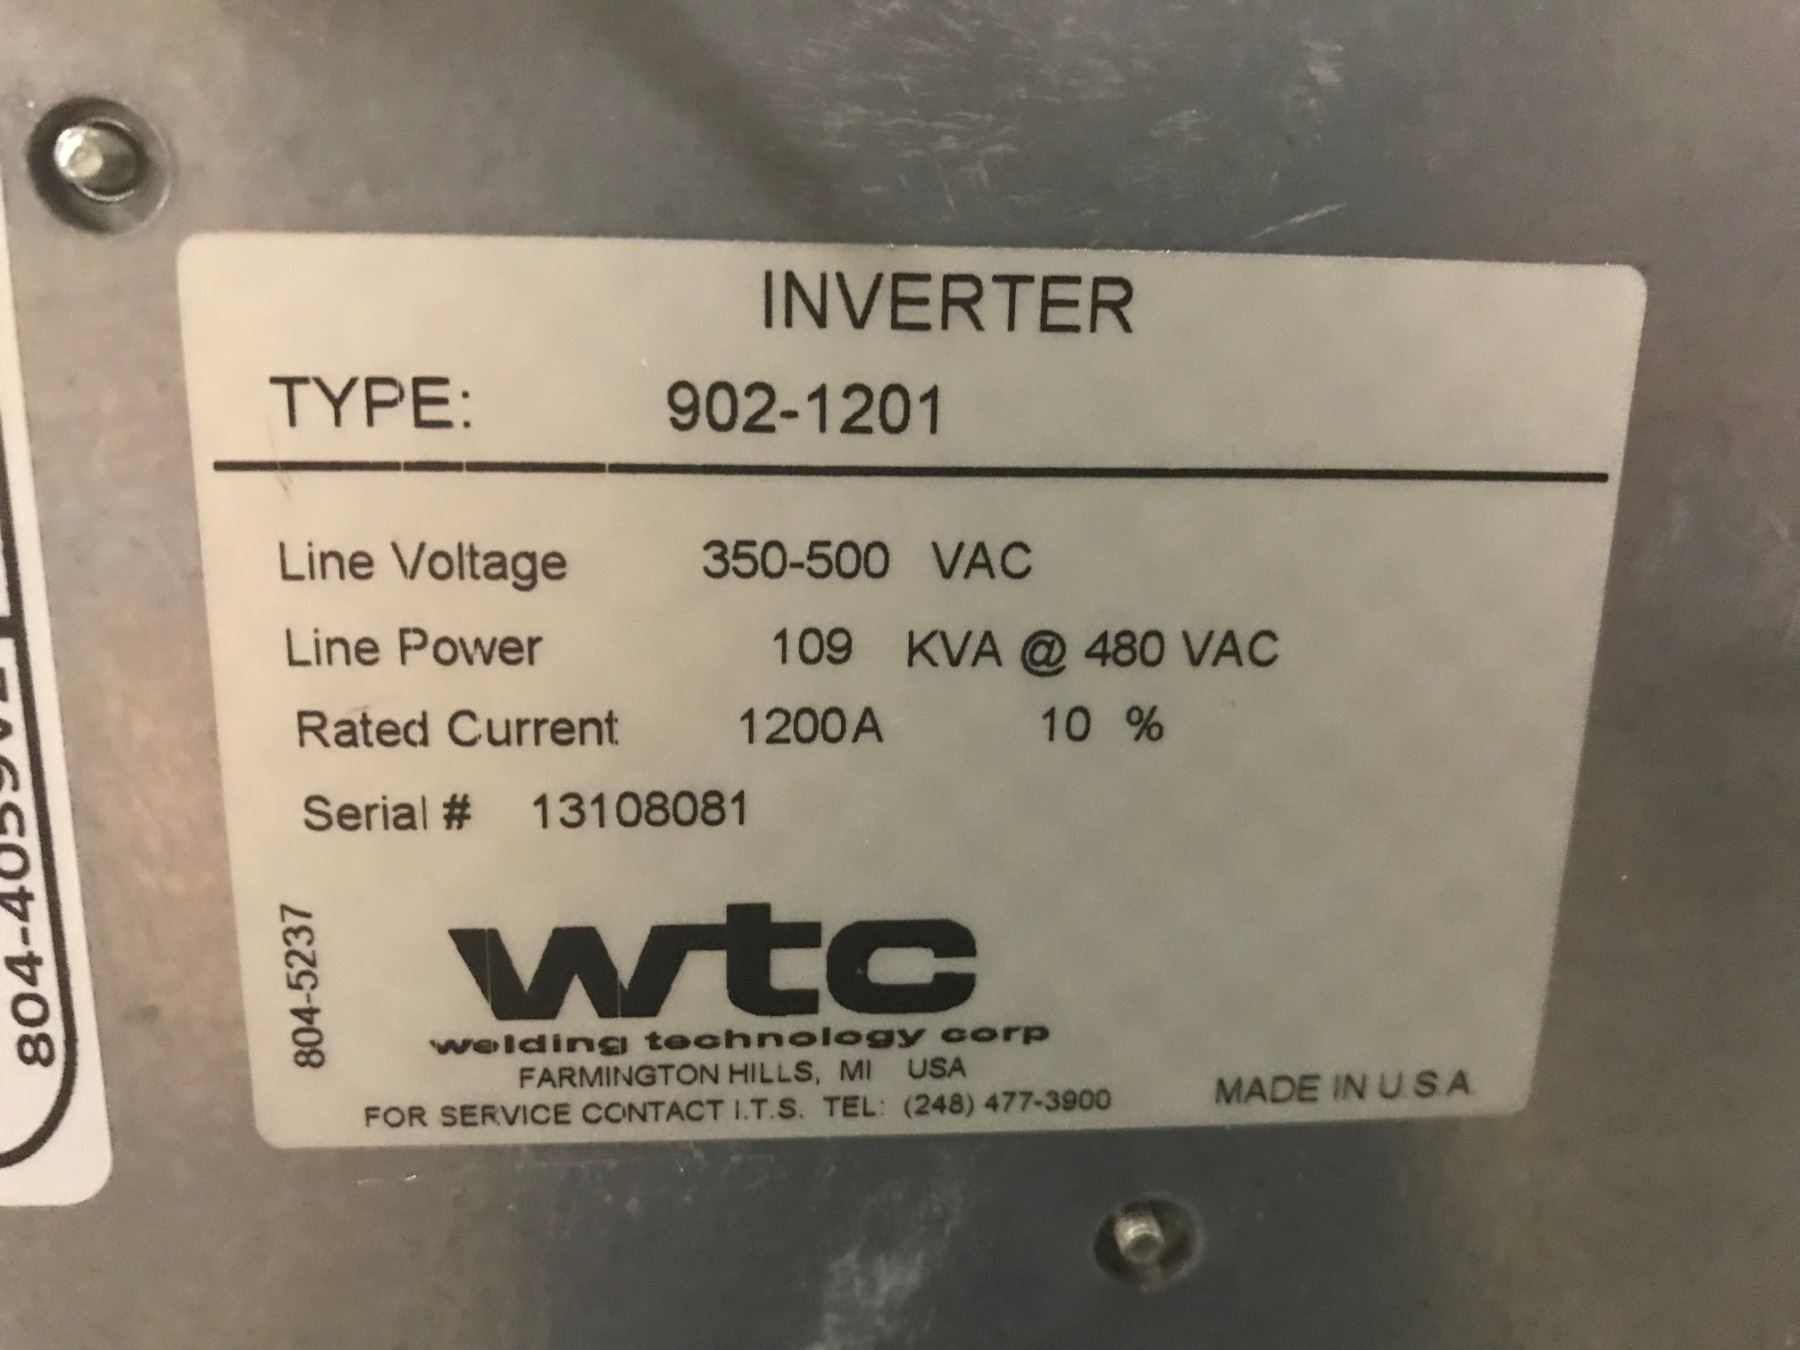 INVERTER
TYPE: 902-1201
Line Voltage 350-500 VAC
Line Power 109 KVA @ 480 VAC
Rated Current 1200A 10 %
Serial # 13108081
804-5237
wtc
welding technology corp
FARMINGTON HILLS, MI USA
FOR SERVICE CONTACT I.T.S. TEL: (248) 477-3900
MADE IN U.S.A